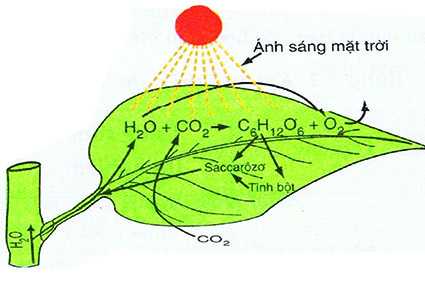 Ánh sáng mặt trời
H₂O + CO₂ → C₆H₁₂O₆ + O₂
Saccarôzơ
Tinh bột
CO₂
H₂O